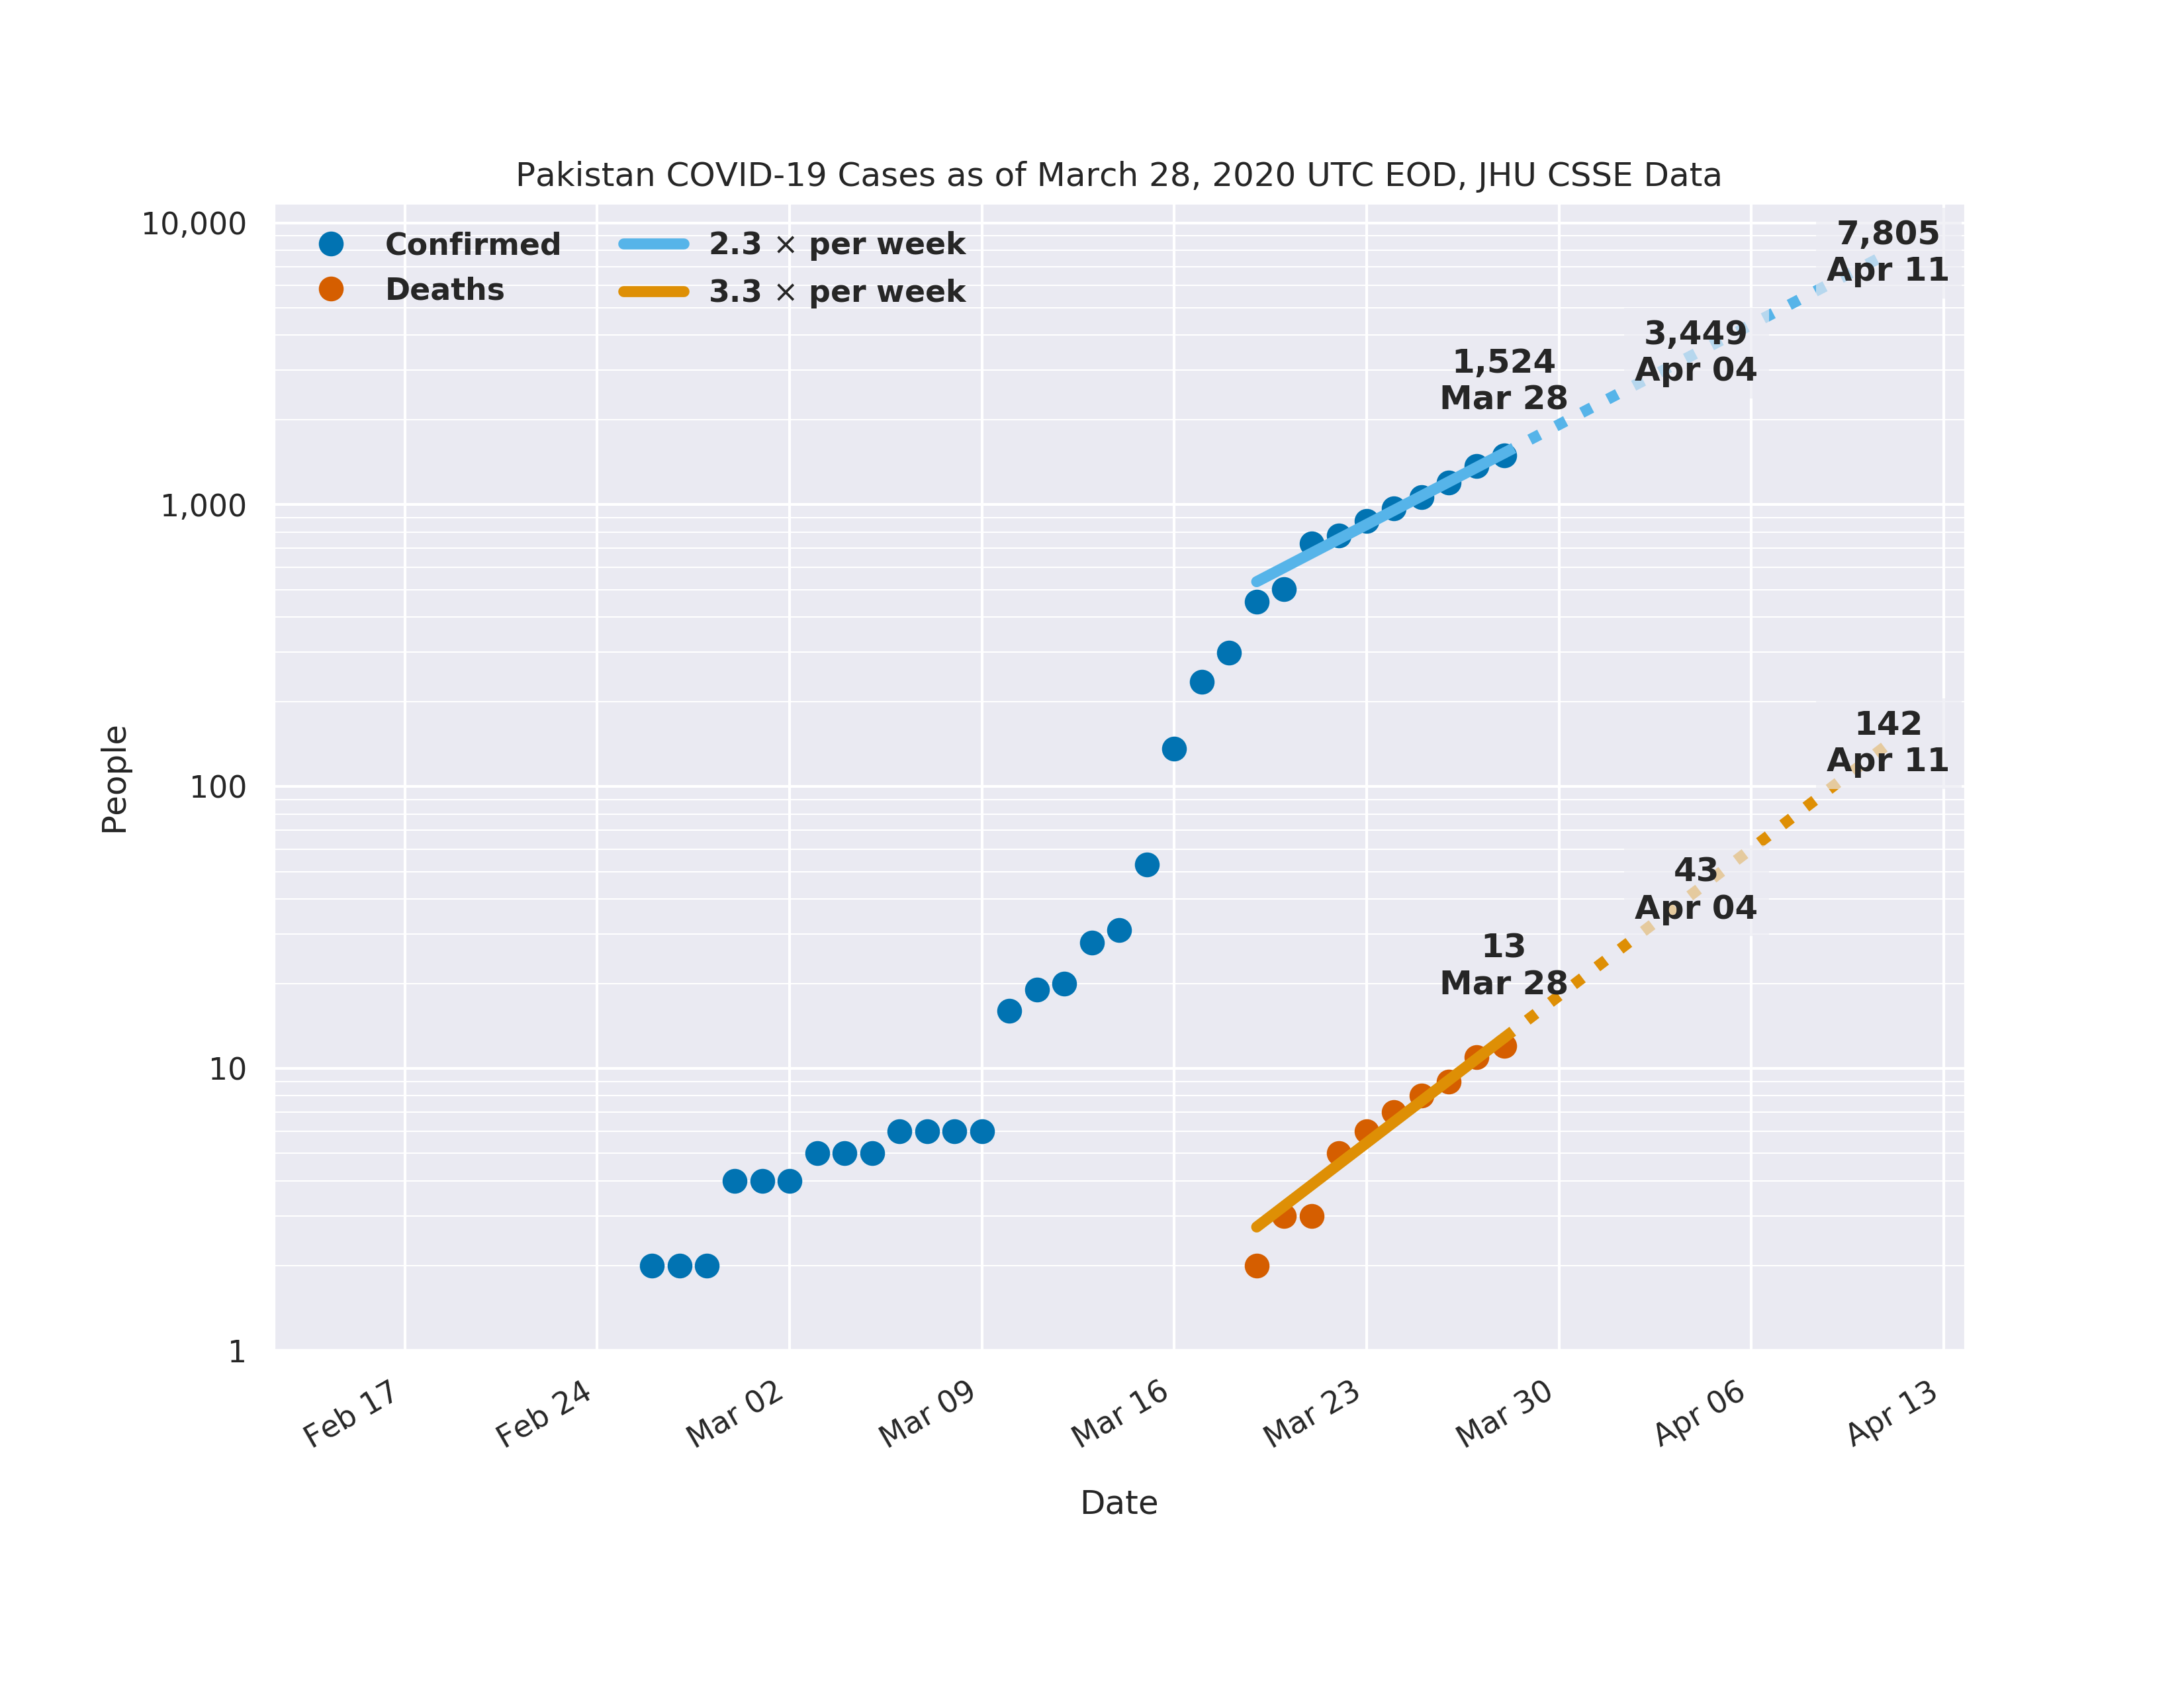 Pakistan COVID-19 Cases as of March 28, 2020 UTC EOD, JHU CSSE Data
10,000
1,000
100
10
1
People
Confirmed
Deaths
2.3 × per week
3.3 × per week
7,805
Apr 11
3,449
Apr 04
1,524
Mar 28
142
Apr 11
43
Apr 04
13
Mar 28
Feb 17
Feb 24
Mar 02
Mar 09
Mar 16
Mar 23
Mar 30
Apr 06
Apr 13
Date